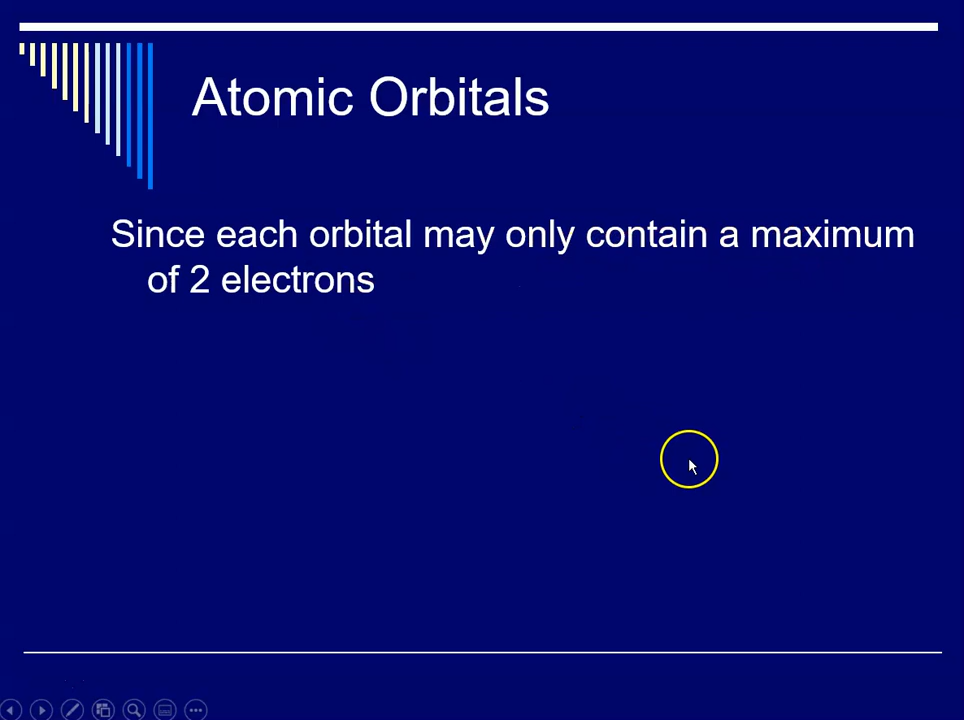 Atomic Orbitals
Since each orbital may only contain a maximum
of 2 electrons